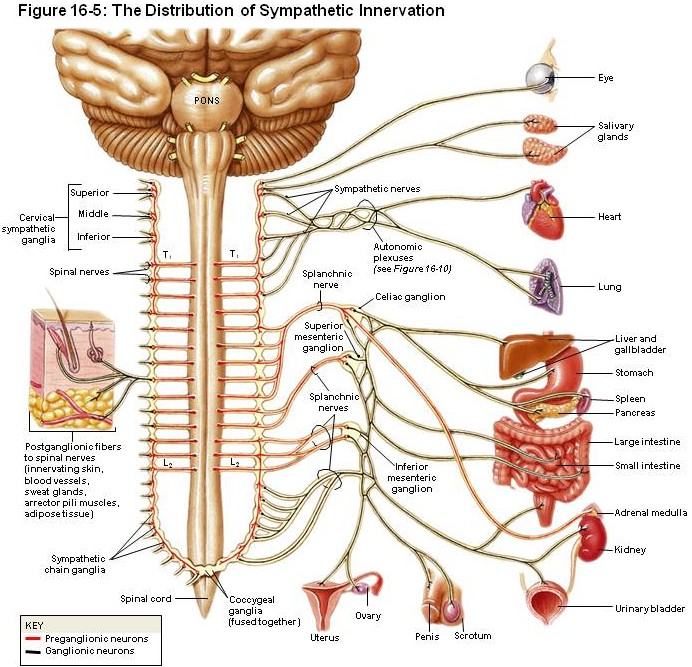 Figure 16-5: The Distribution of Sympathetic Innervation
PONS
Eye
Salivary
glands
Superior
Middle
Inferior
Cervical
sympathetic
ganglia
Sympathetic nerves
Heart
Autonomic
plexuses
(see Figure 16-10)
T1
T1
Spinal nerves
Splanchnic
nerve
Celiac ganglion
Lung
Superior
mesenteric
ganglion
Liver and
gallbladder
Stomach
Splanchnic
nerves
Spleen
Pancreas
Postganglionic fibers
to spinal nerves
(innervating skin,
blood vessels,
sweat glands,
arrector pili muscles,
adipose tissue)
Large intestine
L2
L2
Small intestine
Inferior
mesenteric
ganglion
Adrenal medulla
Kidney
Sympathetic
chain ganglia
Spinal cord
Coccygeal
ganglia
(fused together)
Uterus
Ovary
Penis
Scrotum
Urinary bladder
KEY
Preganglionic neurons
Ganglionic neurons